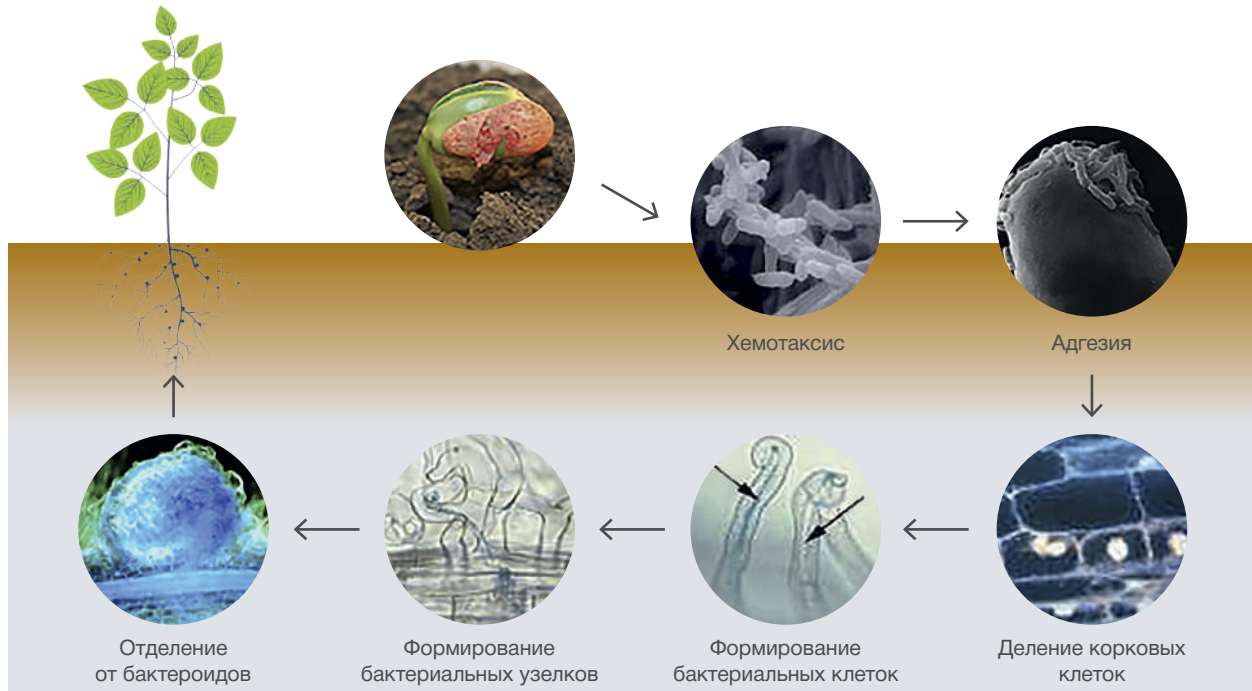 Хемотаксис
Адгезия
Отделение
от бактероидов
Формирование
бактериальных узелков
Формирование
бактериальных клеток
Деление корковых
клеток